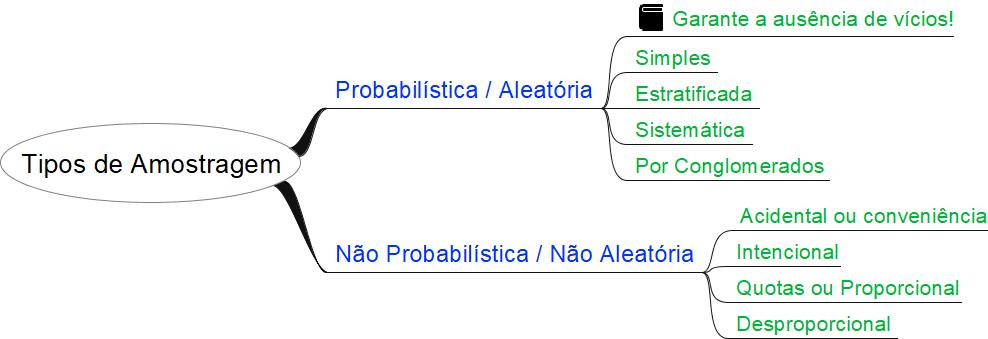 Tipos de Amostragem
Probabilística / Aleatória
Garante a ausência de vícios!
Simples
Estratificada
Sistemática
Por Conglomerados
Não Probabilística / Não Aleatória
Acidental ou conveniência
Intencional
Quotas ou Proporcional
Desproporcional